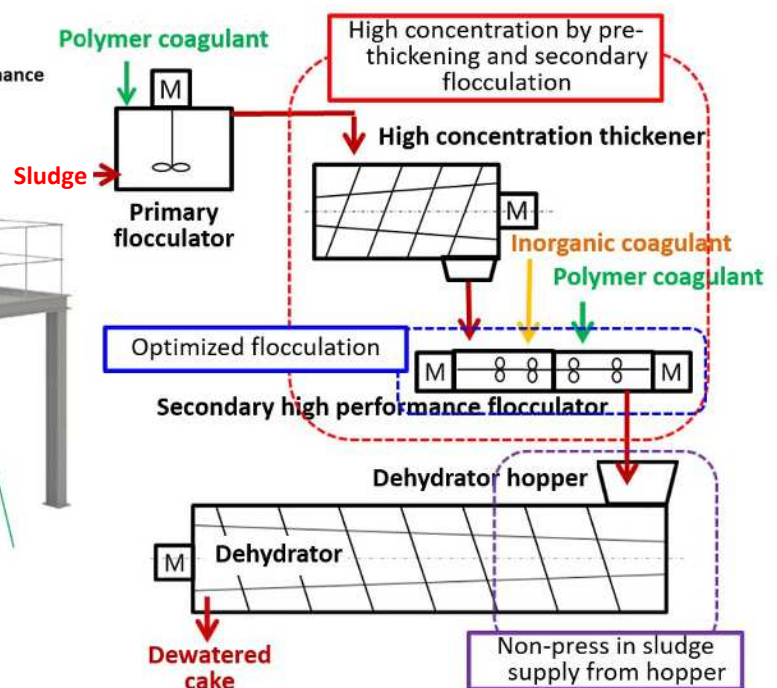 Polymer coagulant
High concentration by pre-
thickening and secondary
flocculation
M
High concentration thickener
Sludge
Primary
flocculator
M
Inorganic coagulant
Polymer coagulant
Optimized flocculation
M
M
Secondary high performance flocculator
Dehydrator hopper
M
Dehydrator
Dewatered
cake
Non-press in sludge
supply from hopper